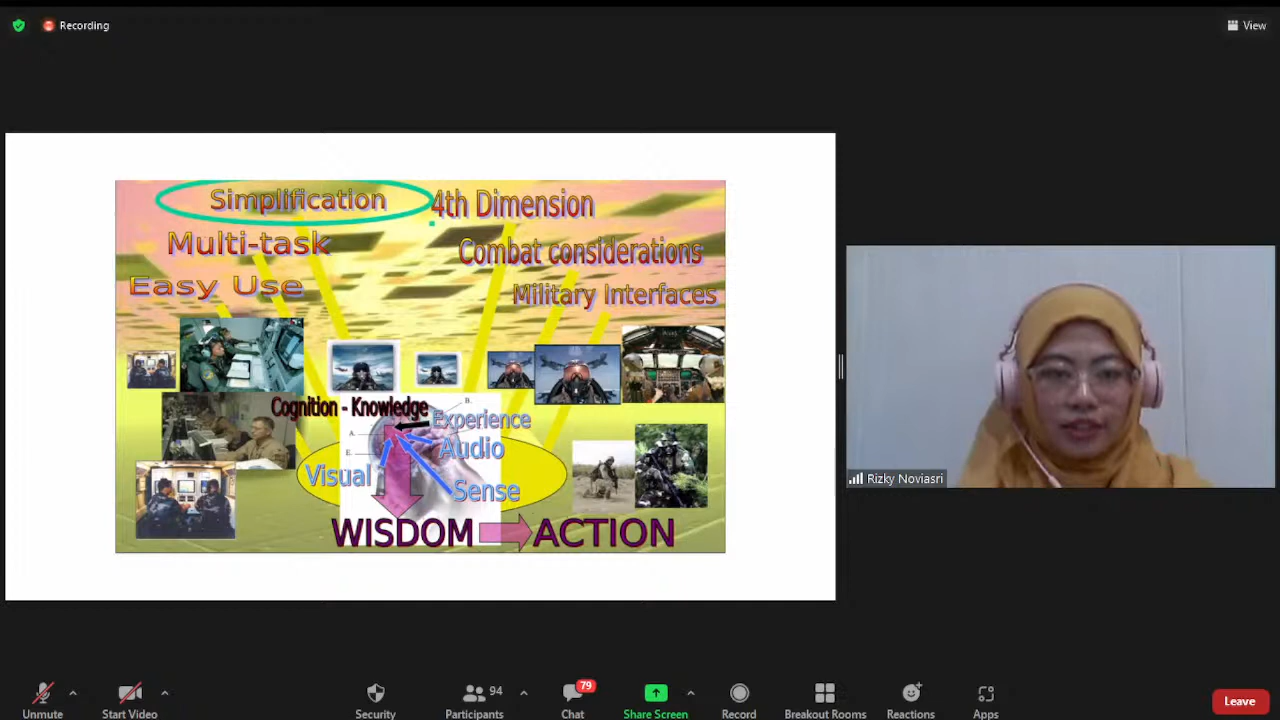 Recording
View
Simplification
4th Dimension
Multi-task
Combat considerations
Easy Use
Military Interfaces
Cognition - Knowledge
B.
Experience
A.
Audio
E.
Visual
Sense
WISDOM
ACTION
Rizky Noviasri
94
79
Unmute
Start Video
Security
Participants
Chat
Share Screen
Record
Breakout Rooms
Reactions
Apps
Leave